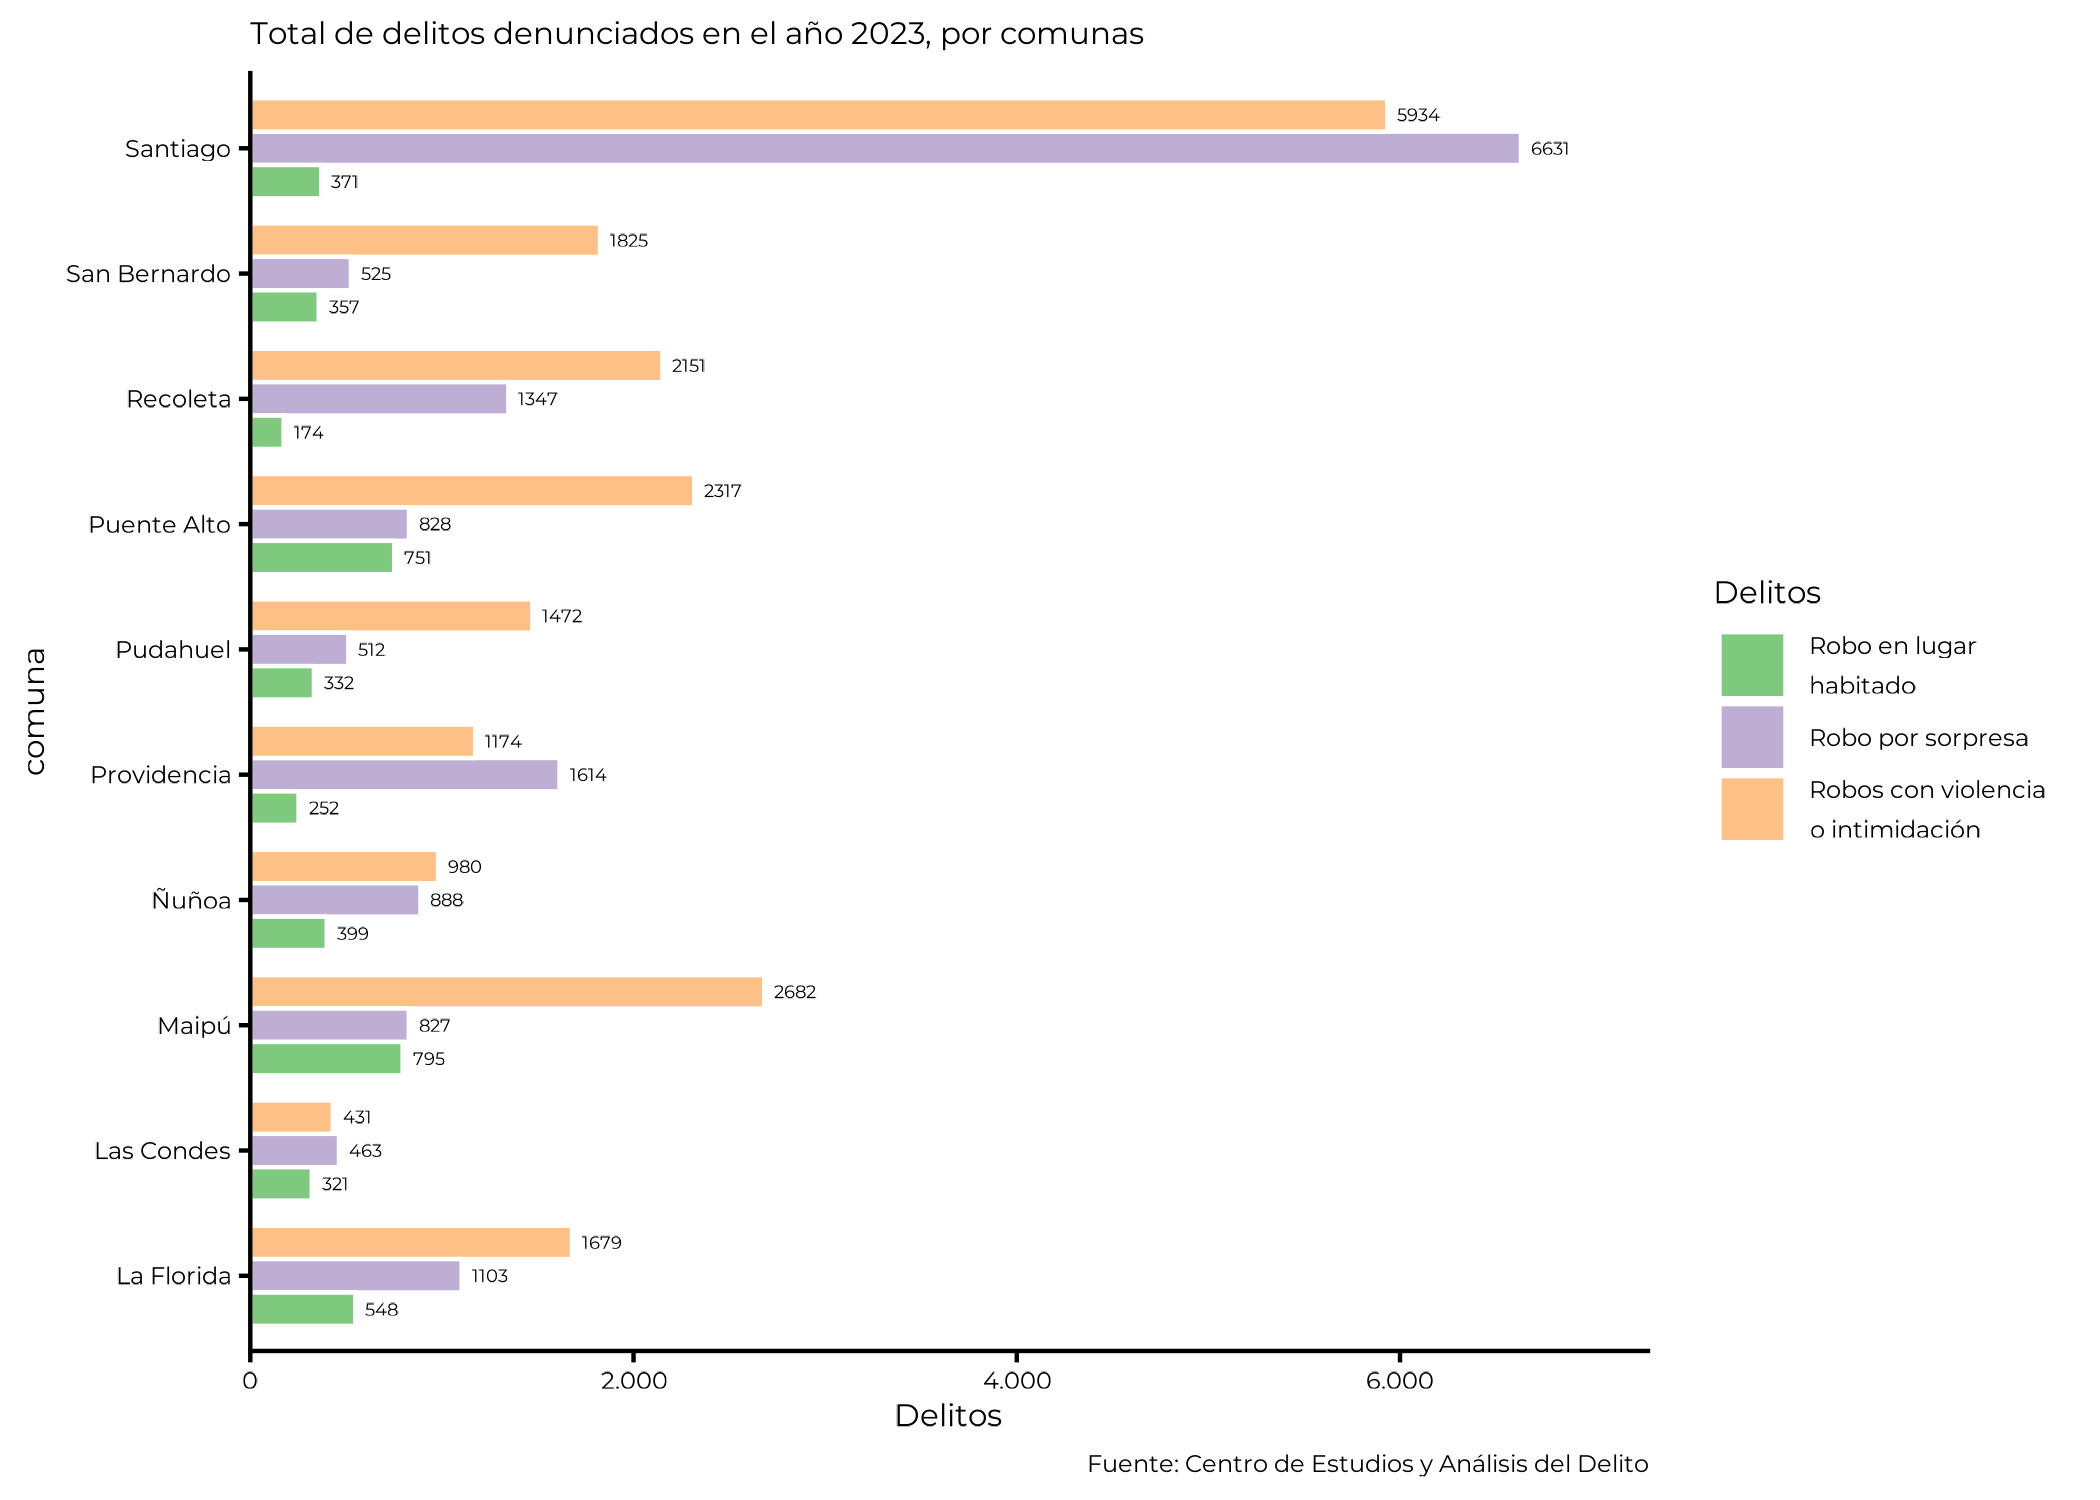 Total de delitos denunciados en el año 2023, por comunas
5934
Santiago
6631
371
1825
San Bernardo
525
357
2151
Recoleta
1347
174
2317
Puente Alto
828
751
1472
Pudahuel
512
332
1174
Providencia
1614
252
980
Ñuñoa
888
399
2682
Maipú
827
795
431
Las Condes
463
321
1679
La Florida
1103
548
comuna
0
2.000
4.000
6.000
Delitos
Delitos
Robo en lugar
habitado
Robo por sorpresa
Robos con violencia
o intimidación
Fuente: Centro de Estudios y Análisis del Delito